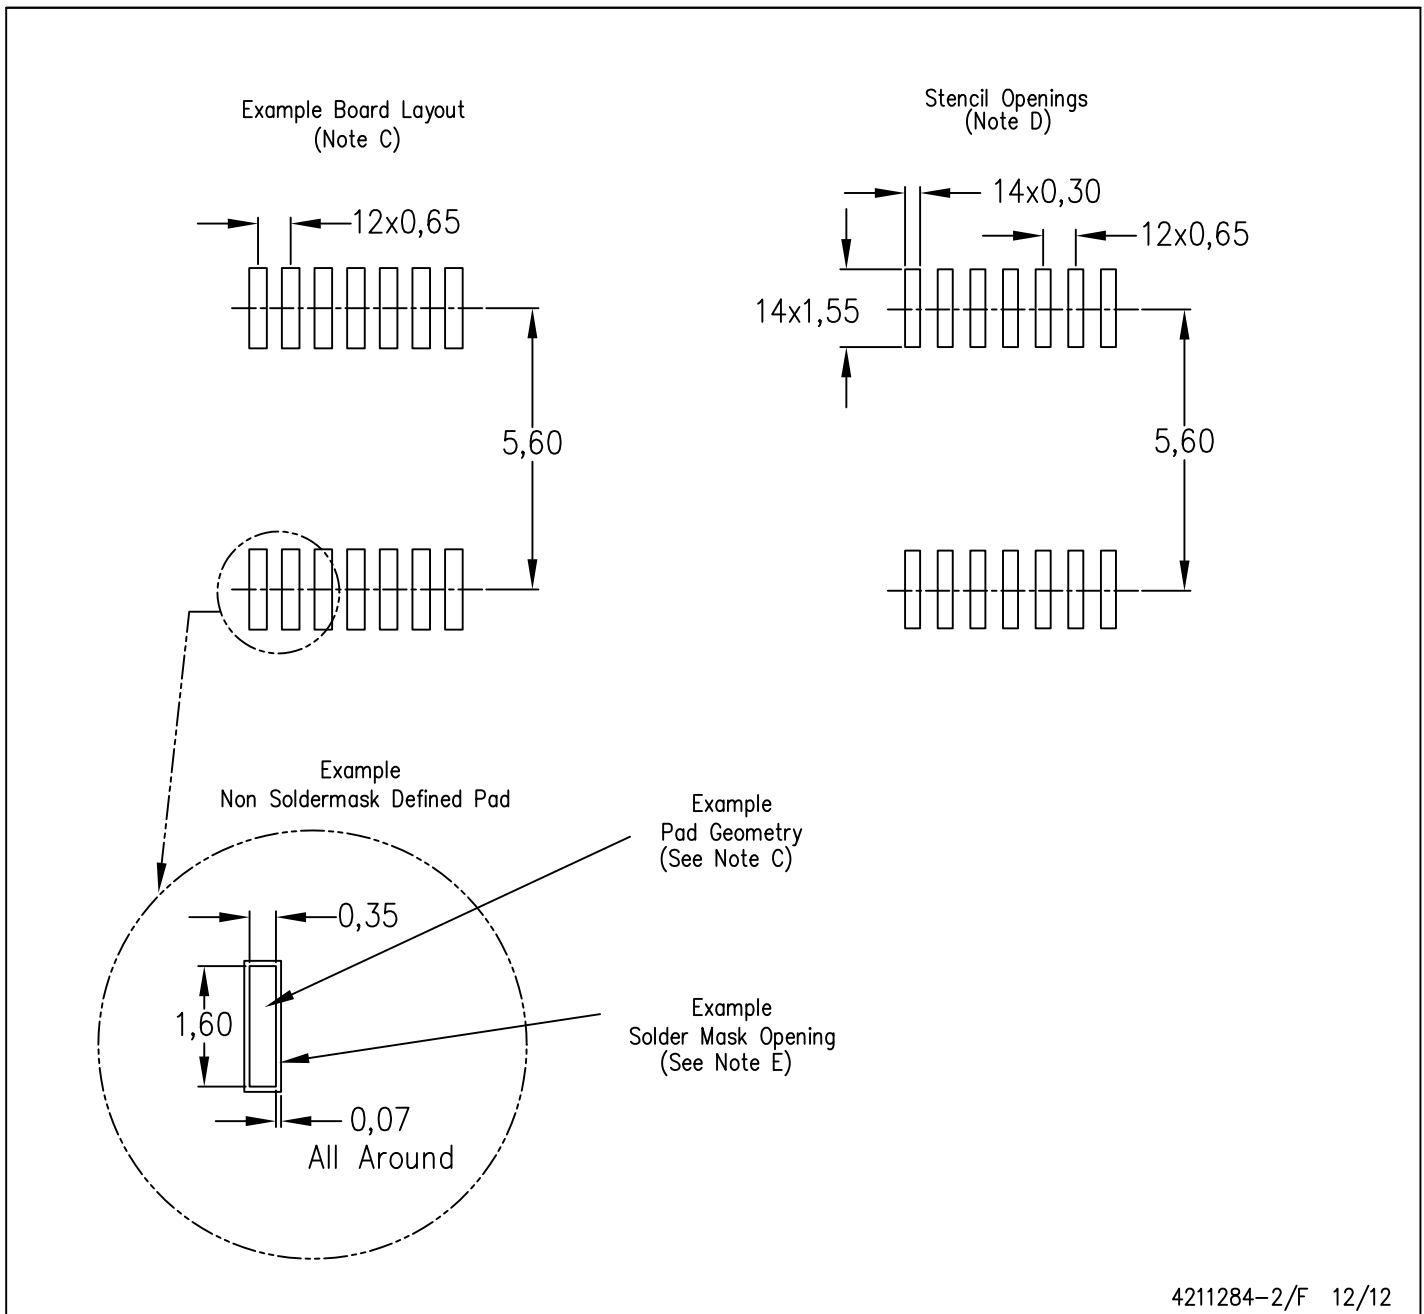 Example Board Layout
(Note C)
12x0,65
5,60
Stencil Openings
(Note D)
14x0,30
12x0,65
14x1,55
5,60
Example
Non Soldermask Defined Pad
0,35
1,60
0,07
All Around
Example
Pad Geometry
(See Note C)
Example
Solder Mask Opening
(See Note E)
4211284-2/F 12/12